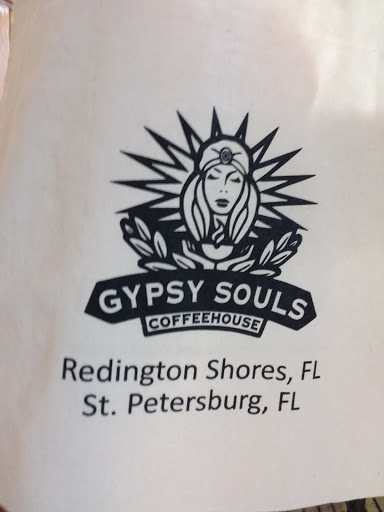 GYPSY SOULS
COFFEEHOUSE
Redington Shores, FL
St. Petersburg, FL